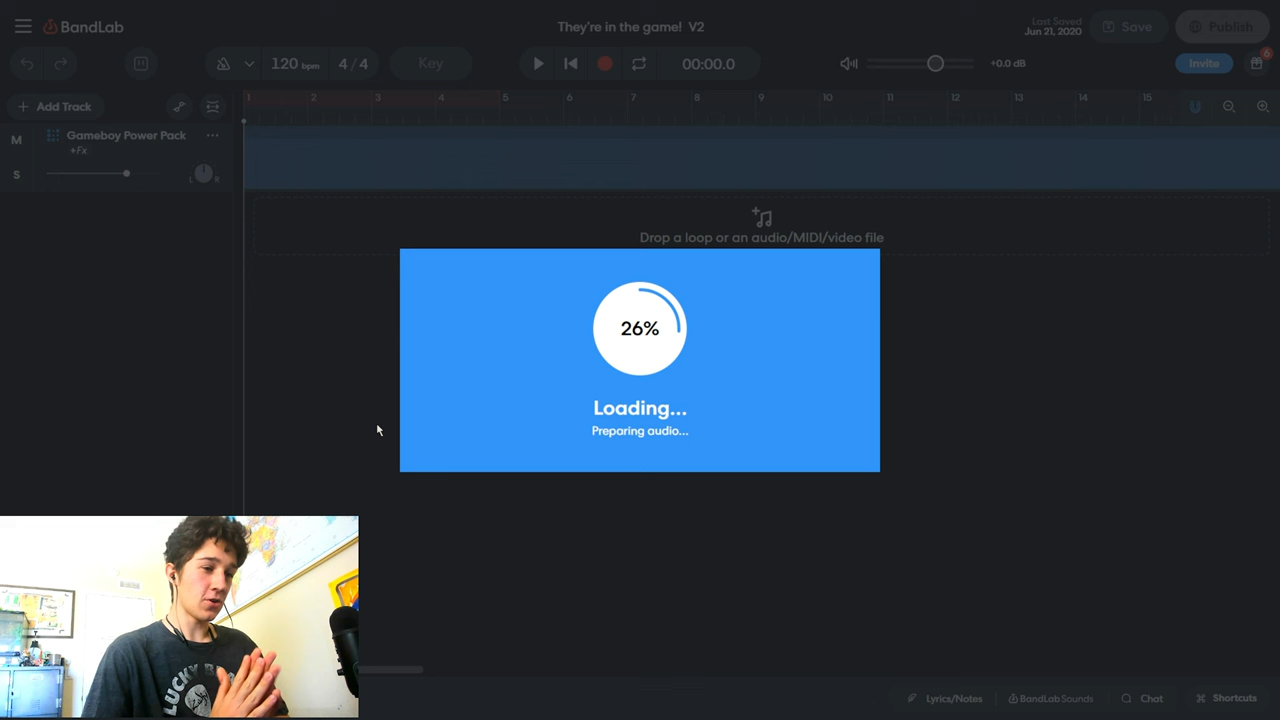 BandLab
They're in the game! V2
Last Saved
Jun 21, 2020
Save
Publish
120 bpm
4 / 4
Key
00:00.0
+0.0 dB
Invite
6
Add Track
1 2 3 4 5 6 7 8 9 10 11 12 13 14 15
M
Gameboy Power Pack
+Fx
S
L R
Drop a loop or an audio/MIDI/video file
26%
Loading...
Preparing audio...
LUCKY
Lyrics/Notes
BandLab Sounds
Chat
Shortcuts